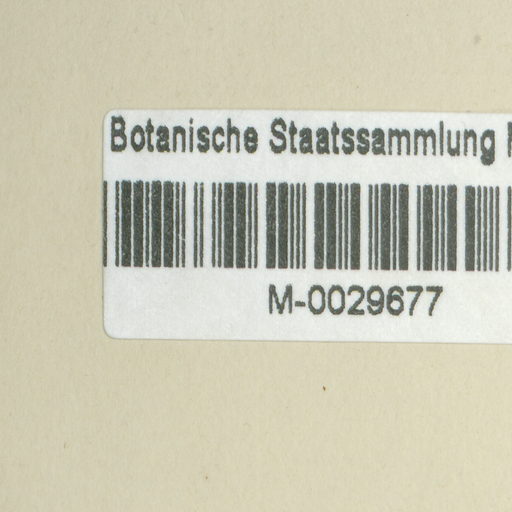 Botanische Staatssammlung
M-0029677